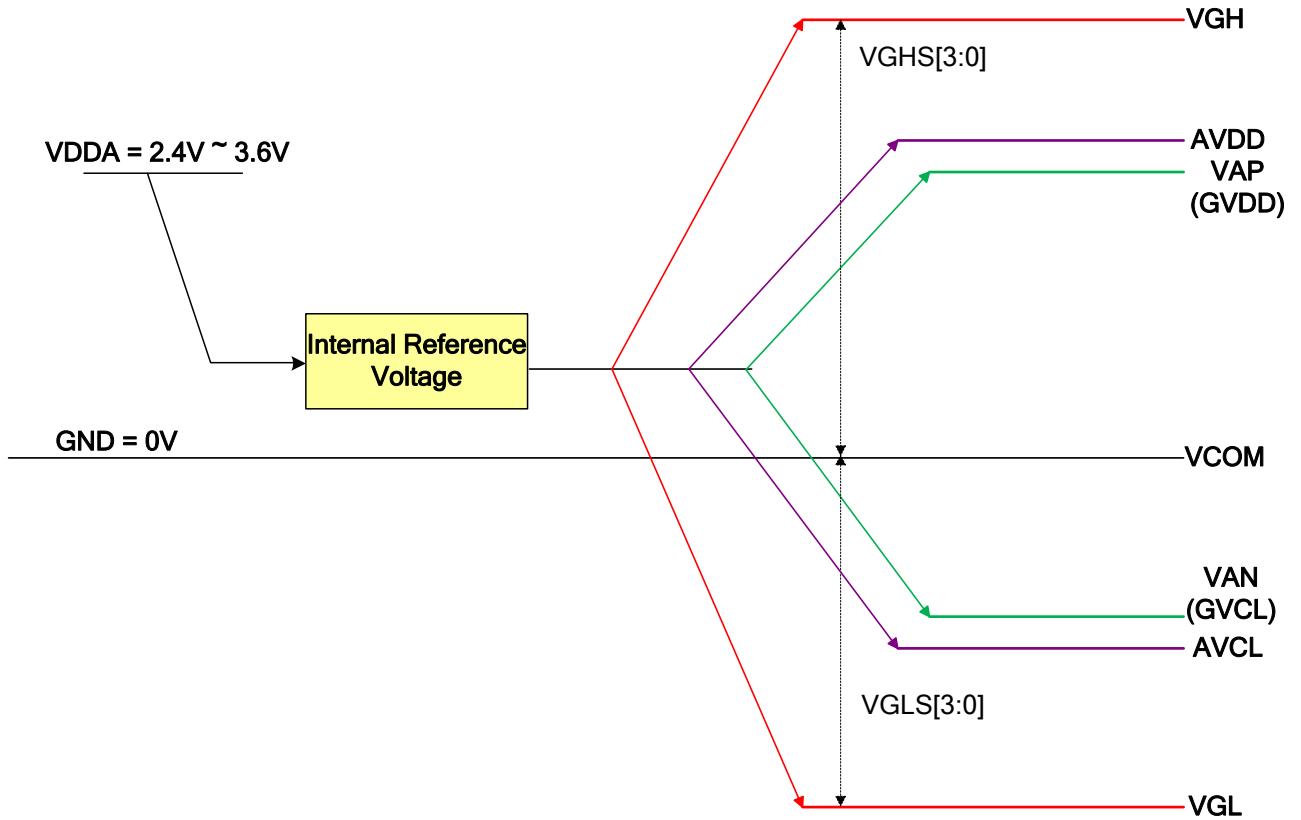 VGH
VGHS[3:0]
AVDD
VDDA = 2.4V ~ 3.6V
VAP
(GVDD)
Internal Reference
Voltage
GND = 0V
VCOM
VAN
(GVCL)
AVCL
VGLS[3:0]
VGL